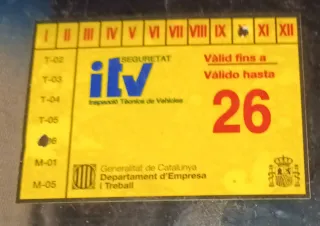 I II III IV V VI VII VIII IX XI XII
T-02
T-03
T-04
T-05
M-01
M-05
SEGURETAT
itv
Inspecció Tècnica de Vehicles
Vàlid fins a
Válido hasta
26
Generalitat de Catalunya
Departament d'Empresa
i Treball